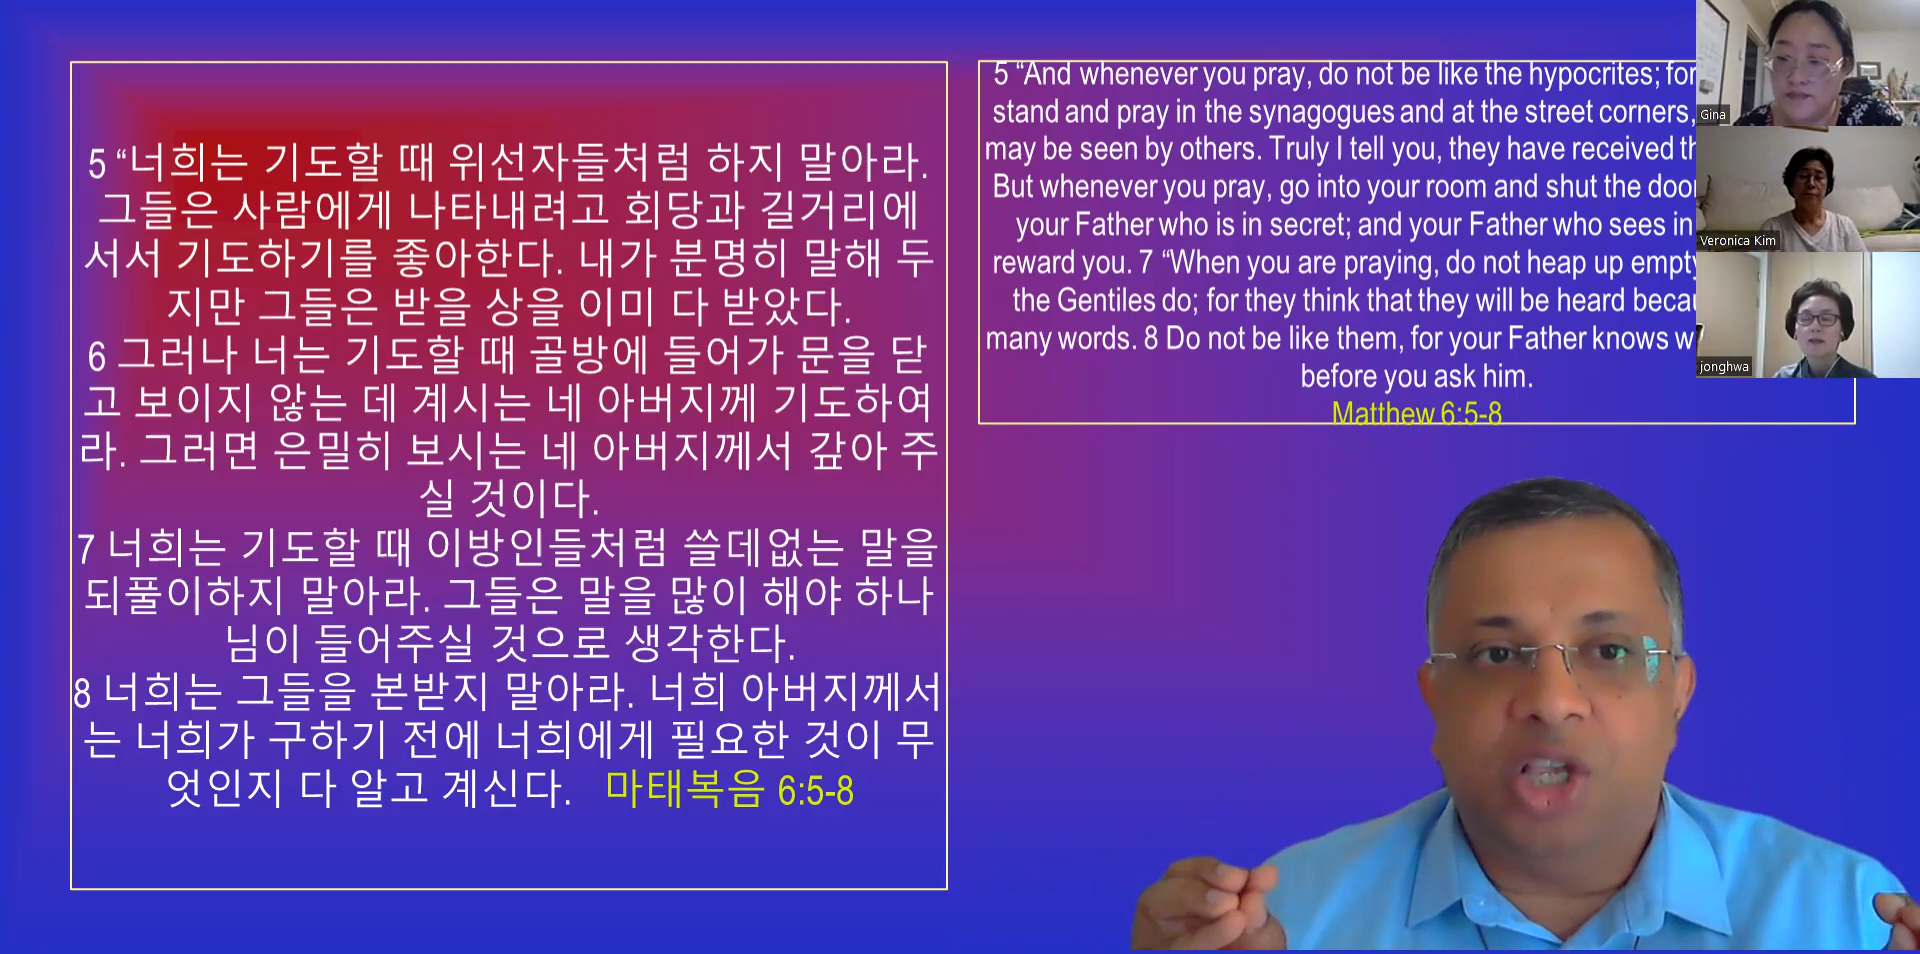 5 “너희는 기도할 때 위선자들처럼 하지 말아라.
그들은 사람에게 나타내려고 회당과 길거리에
서서 기도하기를 좋아한다. 내가 분명히 말해 두
지만 그들은 받을 상을 이미 다 받았다.
6 그러나 너는 기도할 때 골방에 들어가 문을 닫
고 보이지 않는 데 계시는 네 아버지께 기도하여
라. 그러면 은밀히 보시는 네 아버지께서 갚아 주
실 것이다.
7 너희는 기도할 때 이방인들처럼 쓸데없는 말을
되풀이하지 말아라. 그들은 말을 많이 해야 하나
님이 들어주실 것으로 생각한다.
8 너희는 그들을 본받지 말아라. 너희 아버지께서
는 너희가 구하기 전에 너희에게 필요한 것이 무
엇인지 다 알고 계신다. 마태복음 6:5-8
5 “And whenever you pray, do not be like the hypocrites; for
stand and pray in the synagogues and at the street corners,
may be seen by others. Truly I tell you, they have received
But whenever you pray, go into your room and shut the
your Father who is in secret; and your Father who sees in
reward you. 7 “When you are praying, do not heap up empty
the Gentiles do; for they think that they will be heard
many words. 8 Do not be like them, for your Father knows
before you ask him.
Matthew 6:5-8
Gina
Veronica Kim
jonghwa